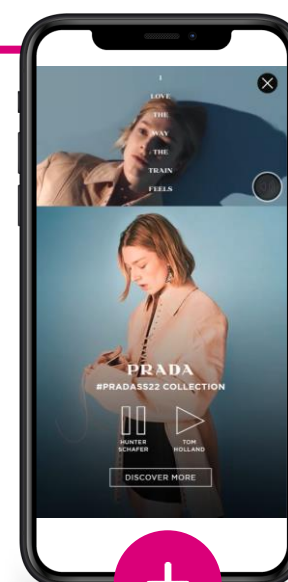 I
LOVE
THE
WAY
THE
TRAIN
FEELS
PRADA
#PRADASS22 COLLECTION
HUNTER
SCHAFER
TOM
HOLLAND
DISCOVER MORE